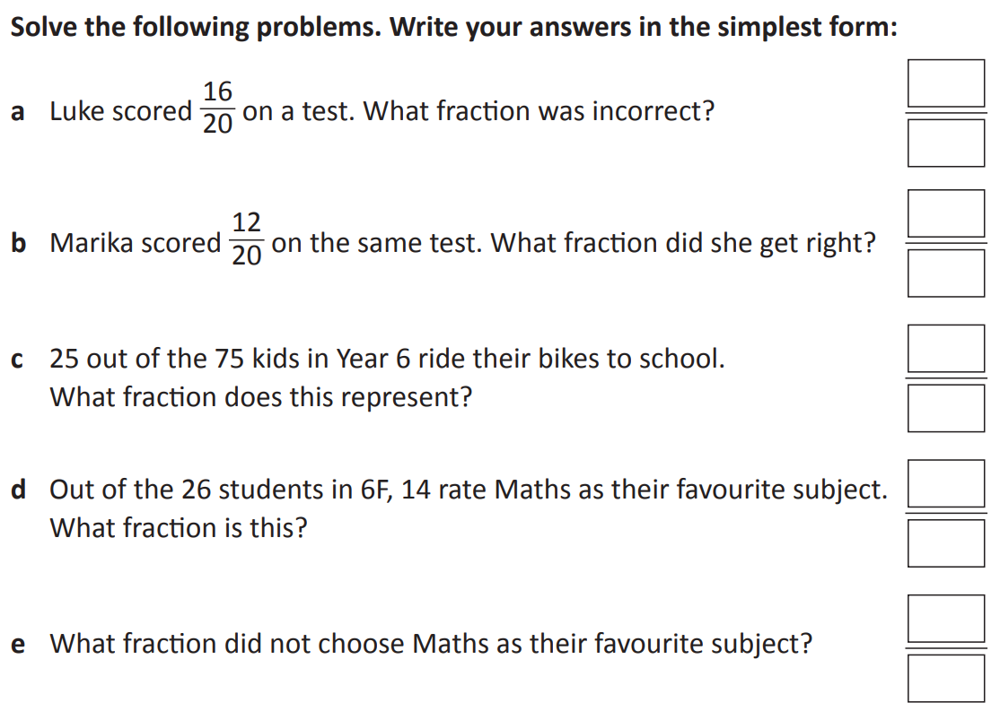 Solve the following problems. Write your answers in the simplest form:
a Luke scored 16/20 on a test. What fraction was incorrect?
b Marika scored 12/20 on the same test. What fraction did she get right?
c 25 out of the 75 kids in Year 6 ride their bikes to school.
What fraction does this represent?
d Out of the 26 students in 6F, 14 rate Maths as their favourite subject.
What fraction is this?
e What fraction did not choose Maths as their favourite subject?